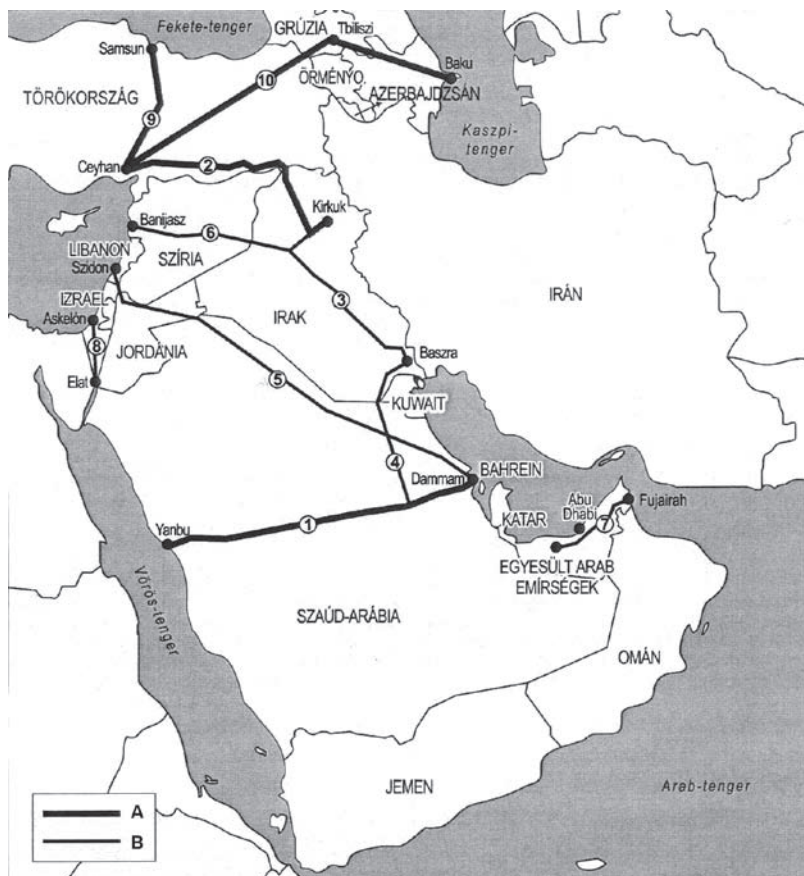 Fekete-tenger
GRÚZIA
Tbiliszi
Samsun
Baku
ÖRMÉNYO.
AZERBAJDZSÁN
10
TÖRÖKORSZÁG
9
Kaszpi-
tenger
Ceyhan
2
Kirkuk
Banijasz
6
LIBANON
SZÍRIA
Szidon
3
IRÁN
IZRAEL
IRAK
Askelón
8
JORDÁNIA
Baszra
5
Elat
KUWAIT
4
BAHREIN
Dammam
Abu
Dhabi
Fujairah
KATAR
7
Yanbu
1
EGYESÜLT ARAB
EMÍRSÉGEK
Vörös-tenger
SZAÚD-ARÁBIA
OMÁN
JEMEN
Arab-tenger
A
B